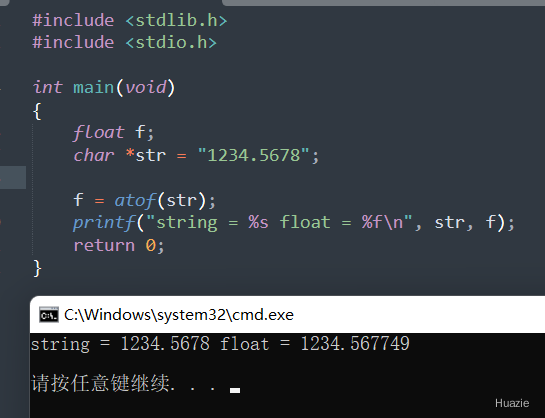 #include <stdlib.h>
#include <stdio.h>
int main(void)
{
    float f;
    char *str = "1234.5678";
    f = atof(str);
    printf("string = %s float = %f\n", str, f);
    return 0;
}
C:\Windows\system32\cmd.exe
string = 1234.5678 float = 1234.567749
请按任意键继续. . .
Huazie